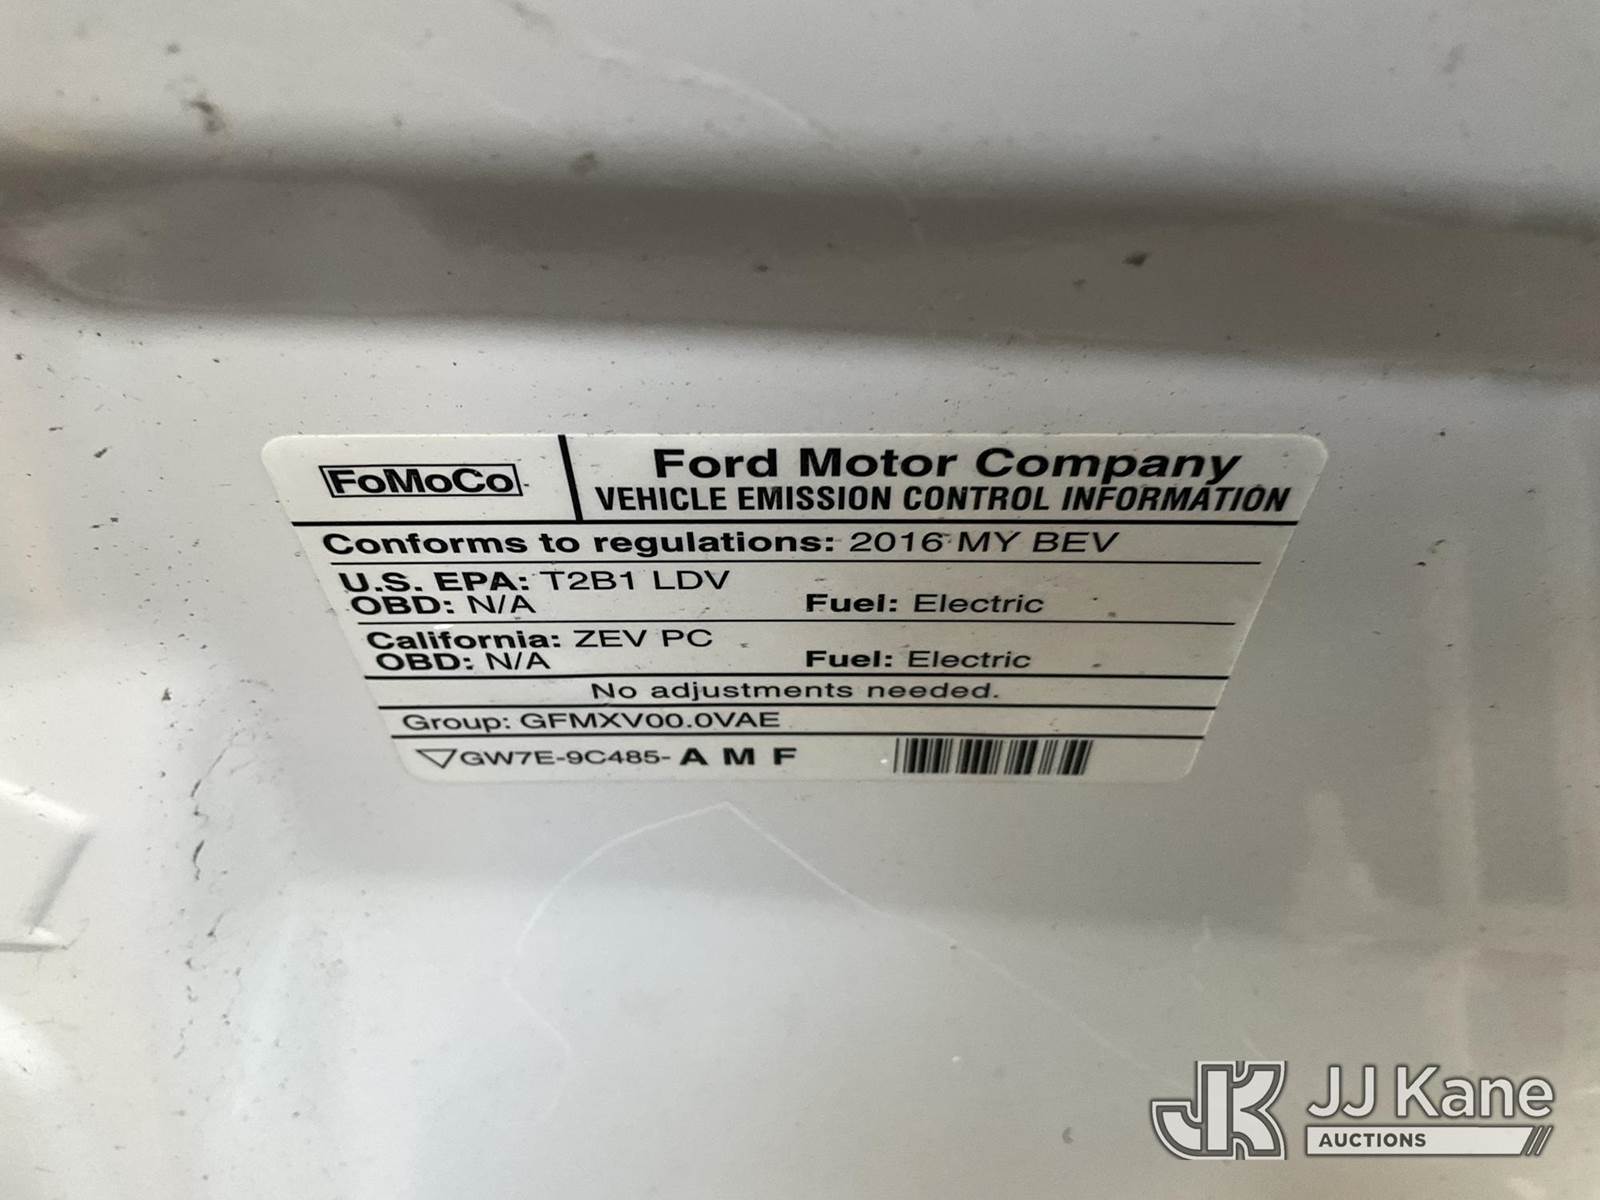 FoMoCo
Ford Motor Company
VEHICLE EMISSION CONTROL INFORMATION
Conforms to regulations: 2016 MY BEV
U.S. EPA: T2B1 LDV
OBD: N/A Fuel: Electric
California: ZEV PC
OBD: N/A Fuel: Electric
No adjustments needed.
Group: GFMXV00.0VAE
GW7E-9C485- A M F
JK JJ Kane
AUCTIONS